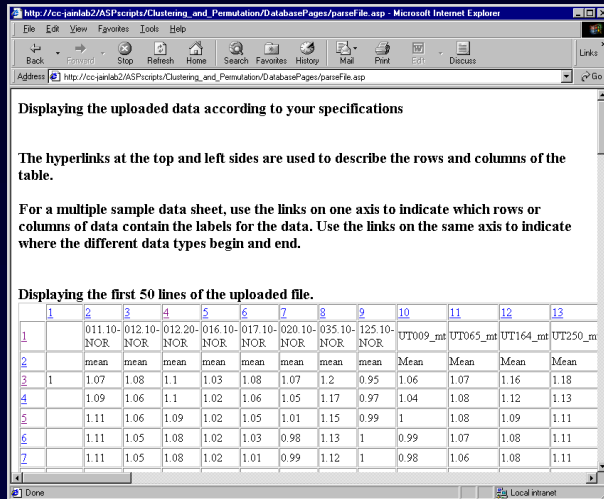 http://cc-jainlab2/ASPscripts/Clustering_and_Permutation/DatabasePages/parseFile.asp - Microsoft Internet Explorer
File Edit View Favorites Tools Help
Back Forward Stop Refresh Home Search Favorites History Mail Print Edit Discuss Links
Address http://cc-jainlab2/ASPscripts/Clustering_and_Permutation/DatabasePages/parseFile.asp Go
Displaying the uploaded data according to your specifications
The hyperlinks at the top and left sides are used to describe the rows and columns of the
table.
For a multiple sample data sheet, use the links on one axis to indicate which rows or
columns of data contain the labels for the data. Use the links on the same axis to indicate
where the different data types begin and end.
Displaying the first 50 lines of the uploaded file.
1 2 3 4 5 6 7 8 9 10 11 12 13
1 011.10- 012.10- 012.20- 016.10- 017.10- 020.10- 035.10- 125.10- UT009_mt UT065_mt UT164_mt UT250_m
NOR NOR NOR NOR NOR NOR NOR NOR
2 mean mean mean mean mean mean mean mean Mean Mean Mean Mean
3 1 1.07 1.08 1.1 1.03 1.08 1.07 1.2 0.95 1.06 1.07 1.16 1.18
4 1.09 1.06 1.1 1.02 1.06 1.05 1.17 0.97 1.04 1.08 1.12 1.13
5 1.11 1.06 1.09 1.02 1.05 1.01 1.15 0.99 1 1.08 1.09 1.11
6 1.11 1.05 1.08 1.02 1.03 0.98 1.13 1 0.99 1.07 1.08 1.11
7 1.11 1.05 1.08 1.02 1.01 0.99 1.12 1 0.98 1.06 1.08 1.11
Done Local intranet